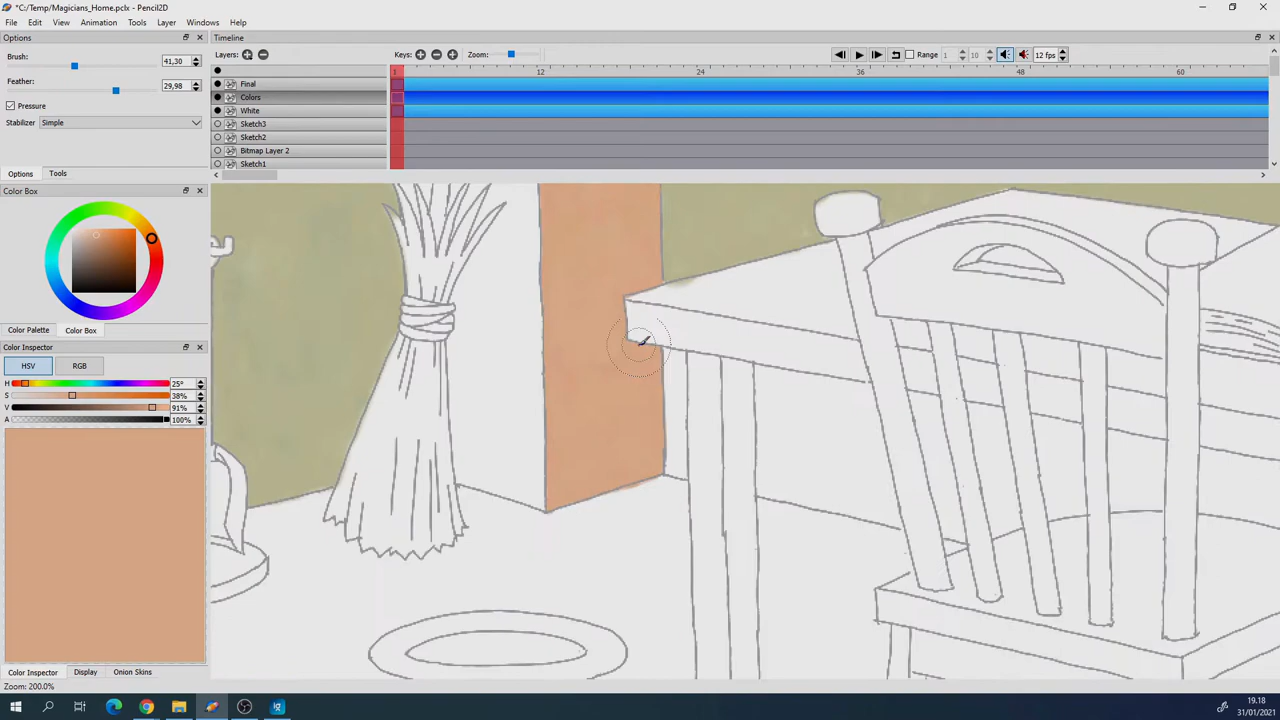 *C:/Temp/Magicians_Home.pclx - Pencil2D
File Edit View Animation Tools Layer Windows Help
Options
Timeline
Brush:
41,30
Feather:
29,98
Pressure
Stabilizer Simple
Options Tools
Layers:
Keys:
Zoom:
Range 1 10
12 fps
1 12 24 36 48 60
Final
Colors
White
Sketch3
Sketch2
Bitmap Layer 2
Sketch1
Color Box
Color Palette Color Box
Color Inspector
HSV RGB
H 25°
S 38%
V 91%
A 100%
Color Inspector Display Onion Skins
Zoom: 200.0%
19.18
31/01/2021